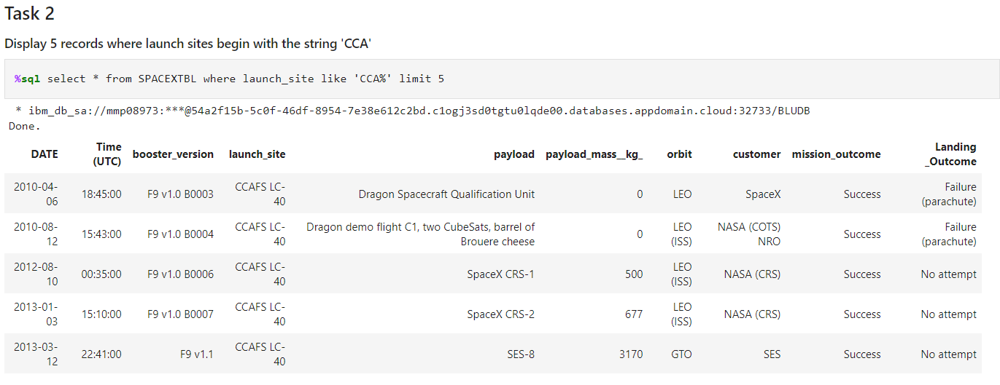 Task 2
Display 5 records where launch sites begin with the string 'CCA'
%sql select * from SPACEXTBL where launch_site like 'CCA%' limit 5
* ibm_db_sa://mmp08973:***@54a2f15b-5c0f-46df-8954-7e38e612c2bd.c1ogj3sd0tgtu0lqde00.databases.appdomain.cloud:32733/BLUDB
Done.
DATE Time (UTC) booster_version launch_site payload payload_mass__kg_ orbit customer mission_outcome Landing _Outcome
2010-04-06 18:45:00 F9 v1.0 B0003 CCAFS LC-40 Dragon Spacecraft Qualification Unit 0 LEO SpaceX Success Failure (parachute)
2010-08-12 15:43:00 F9 v1.0 B0004 CCAFS LC-40 Dragon demo flight C1, two CubeSats, barrel of Brouere cheese 0 LEO (ISS) NASA (COTS) NRO Success Failure (parachute)
2012-08-10 00:35:00 F9 v1.0 B0006 CCAFS LC-40 SpaceX CRS-1 500 LEO (ISS) NASA (CRS) Success No attempt
2013-01-03 15:10:00 F9 v1.0 B0007 CCAFS LC-40 SpaceX CRS-2 677 LEO (ISS) NASA (CRS) Success No attempt
2013-03-12 22:41:00 F9 v1.1 CCAFS LC-40 SES-8 3170 GTO SES Success No attempt